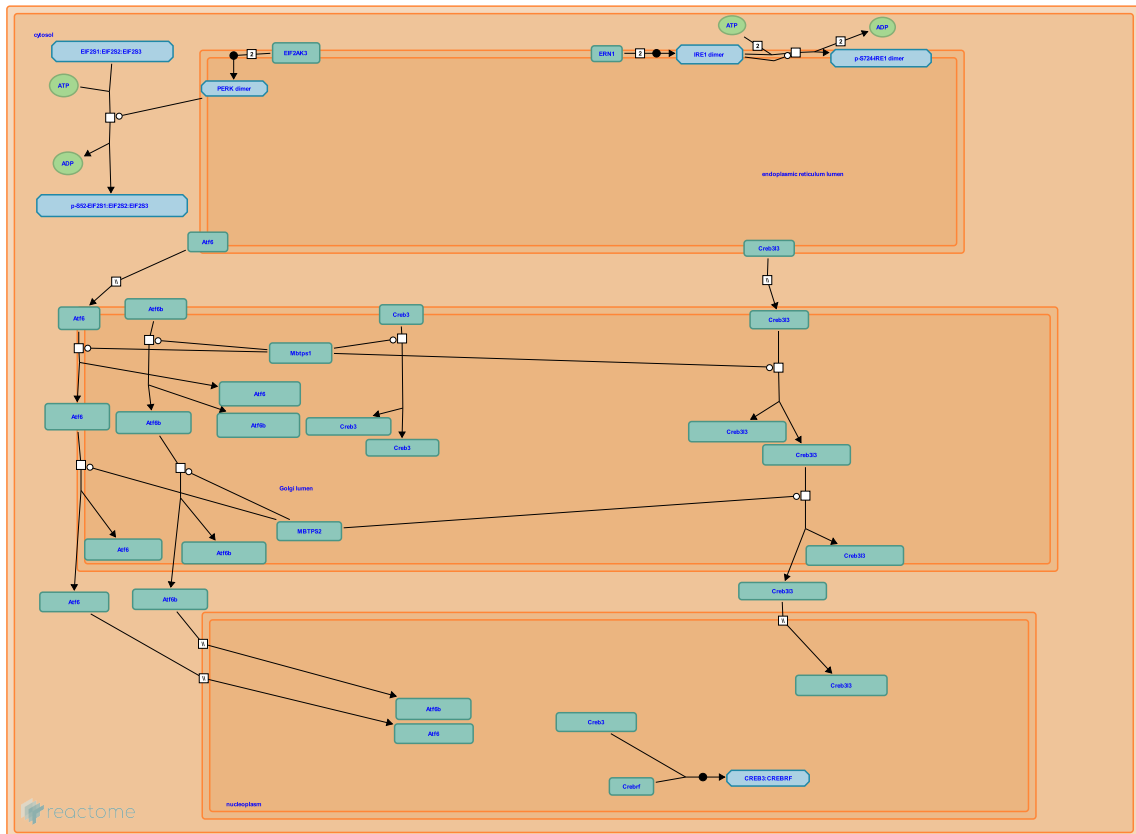 cytosol
EIF2S1:EIF2S2:EIF2S3
ATP
ADP
p-S52-EIF2S1:EIF2S2:EIF2S3
2
EIF2AK3
PERK dimer
ERN1
2
IRE1 dimer
ATP
2
2
ADP
p-S724-IRE1 dimer
endoplasmic reticulum lumen
Atf6
Creb3l3
\\
\\
Atf6
Atf6b
Creb3
Creb3l3
Mbtps1
Atf6
Atf6
Atf6b
Atf6b
Creb3
Creb3
Creb3l3
Creb3l3
Golgi lumen
MBTPS2
Atf6
Atf6b
Creb3l3
Atf6
Atf6b
Creb3l3
\\
\\
\\
Creb3l3
Atf6b
Atf6
Creb3
Crebrf
CREB3:CREBRF
nucleoplasm
reactome